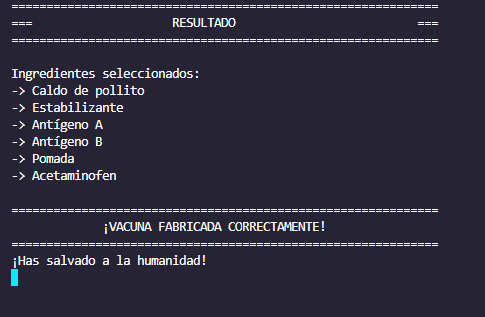 =============================================================
===                    RESULTADO                          ===
=============================================================
Ingredientes seleccionados:
-> Caldo de pollito
-> Estabilizante
-> Antígeno A
-> Antígeno B
-> Pomada
-> Acetaminofen
=============================================================
¡VACUNA FABRICADA CORRECTAMENTE!
=============================================================
¡Has salvado a la humanidad!